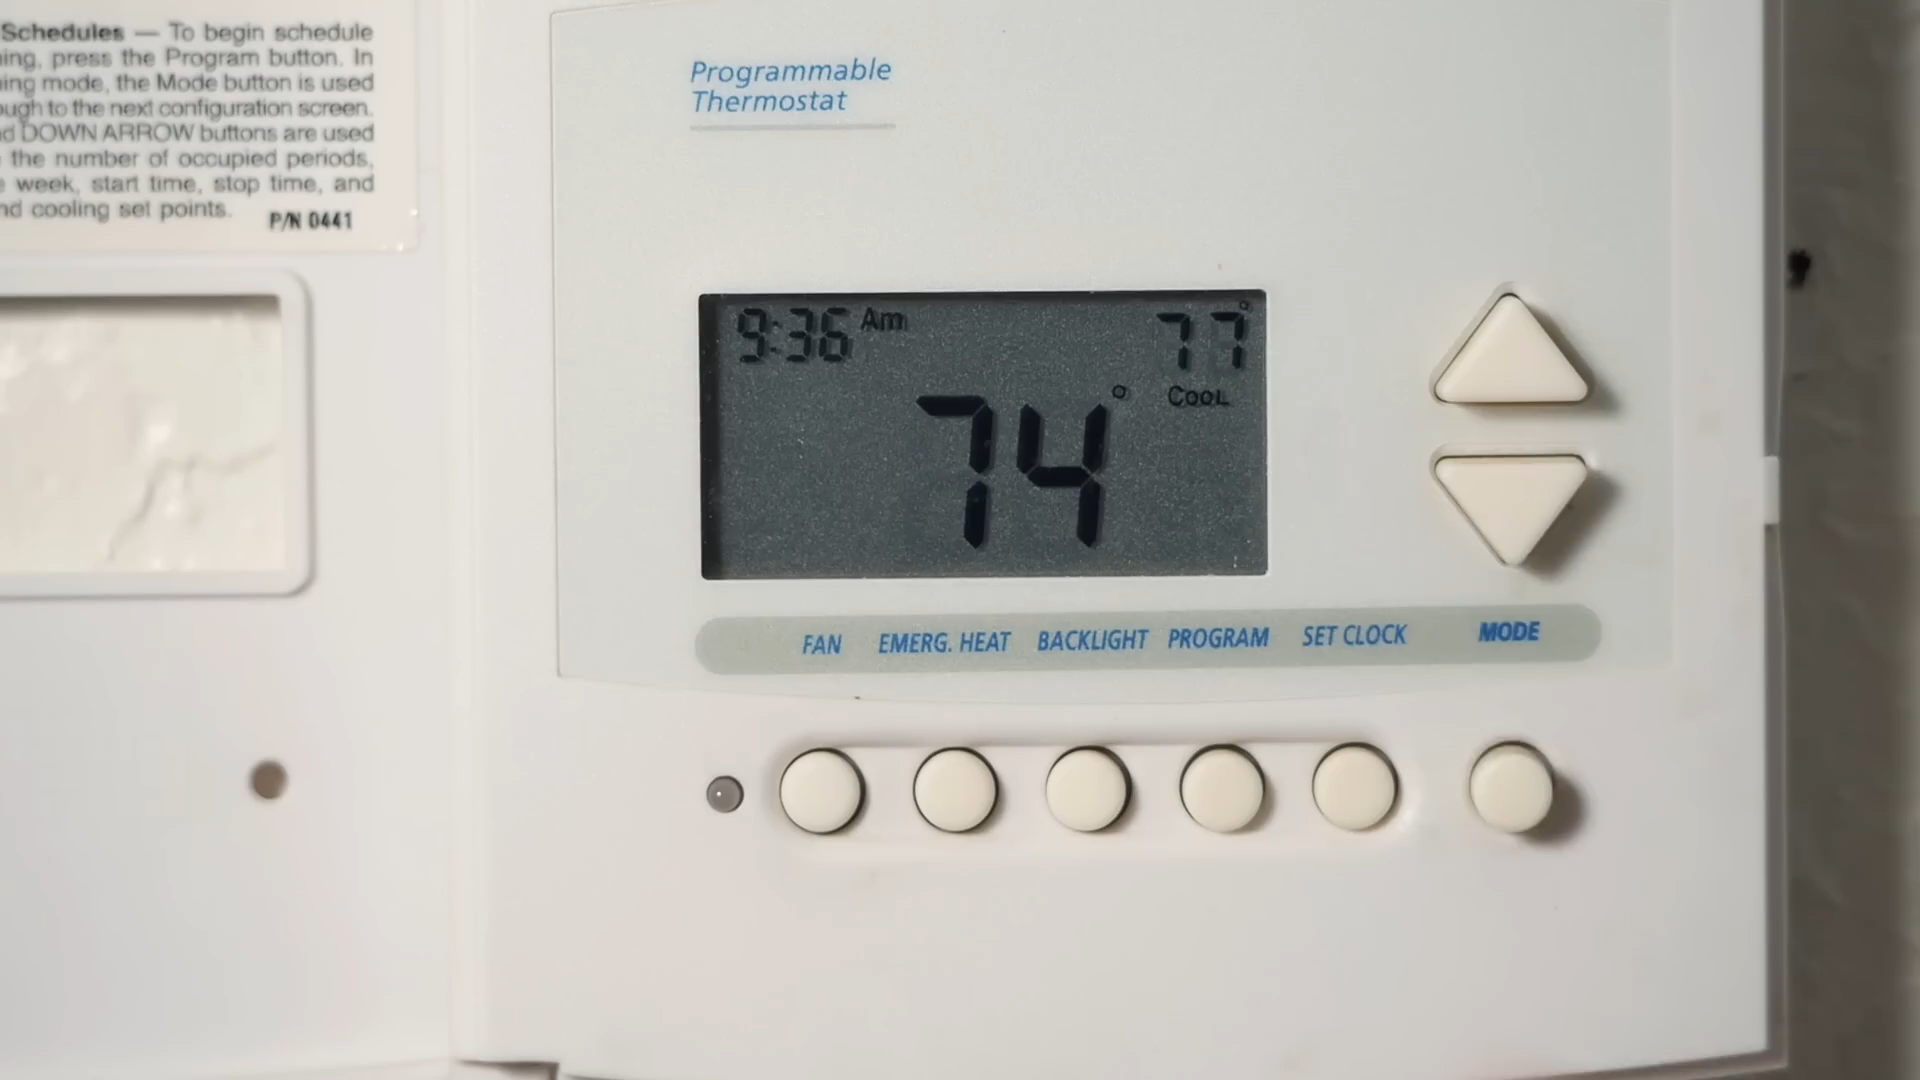 Schedules — To begin schedule
ing, press the Program button. In
ing mode, the Mode button is used
ough to the next configuration screen.
d DOWN ARROW buttons are used
the number of occupied periods,
week, start time, stop time, and
nd cooling set points.
P/N 0441
Programmable
Thermostat
9:36 Am
77°
Cool
74°
FAN EMERG. HEAT BACKLIGHT PROGRAM SET CLOCK MODE